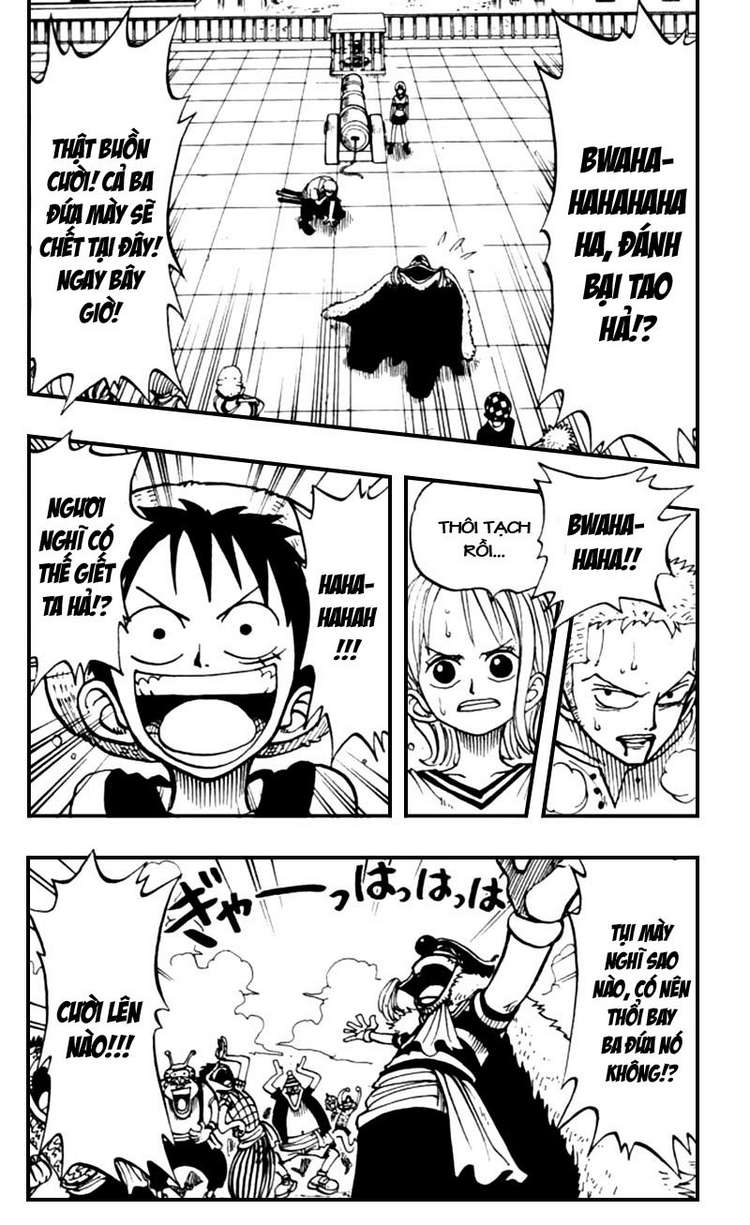 BWAHA-
HAHAHAHA
HA, ĐÁNH
BẠI TAO
HẢ!?
THẬT BUỒN
CƯỜI! CẢ BA
ĐỨA MÀY SẼ
CHẾT TẠI ĐÂY!
NGAY BÂY
GIỜ!
NGƯƠI
NGHĨ CÓ
THỂ GIẾT
TA HẢ!?
HAHA-
HAHAH
!!!
THÔI TẠCH
RỒI...
BWAHA-
HAHA!!
ぎゃーっはっはっは
TỤI MÀY
NGHĨ SAO
NÀO, CÓ NÊN
THỔI BAY
BA ĐỨA NÓ
KHÔNG!?
CƯỜI LÊN
NÀO!!!